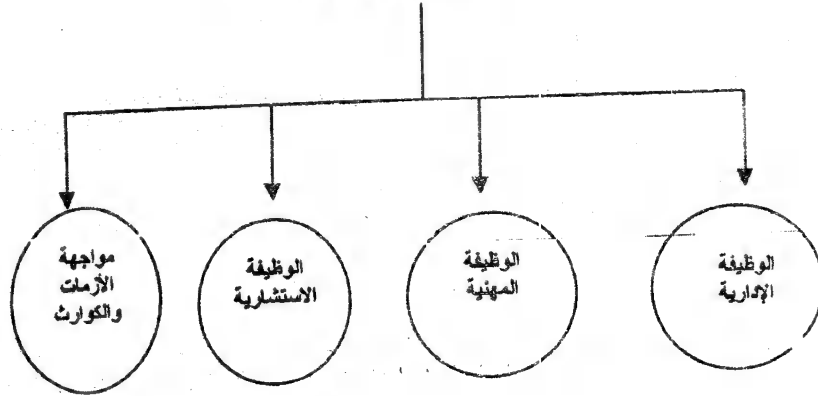 الوظيفة
الإدارية
الوظيفة
المهنية
الوظيفة
الاستشارية
مواجهة
الأزمات
والكوارث